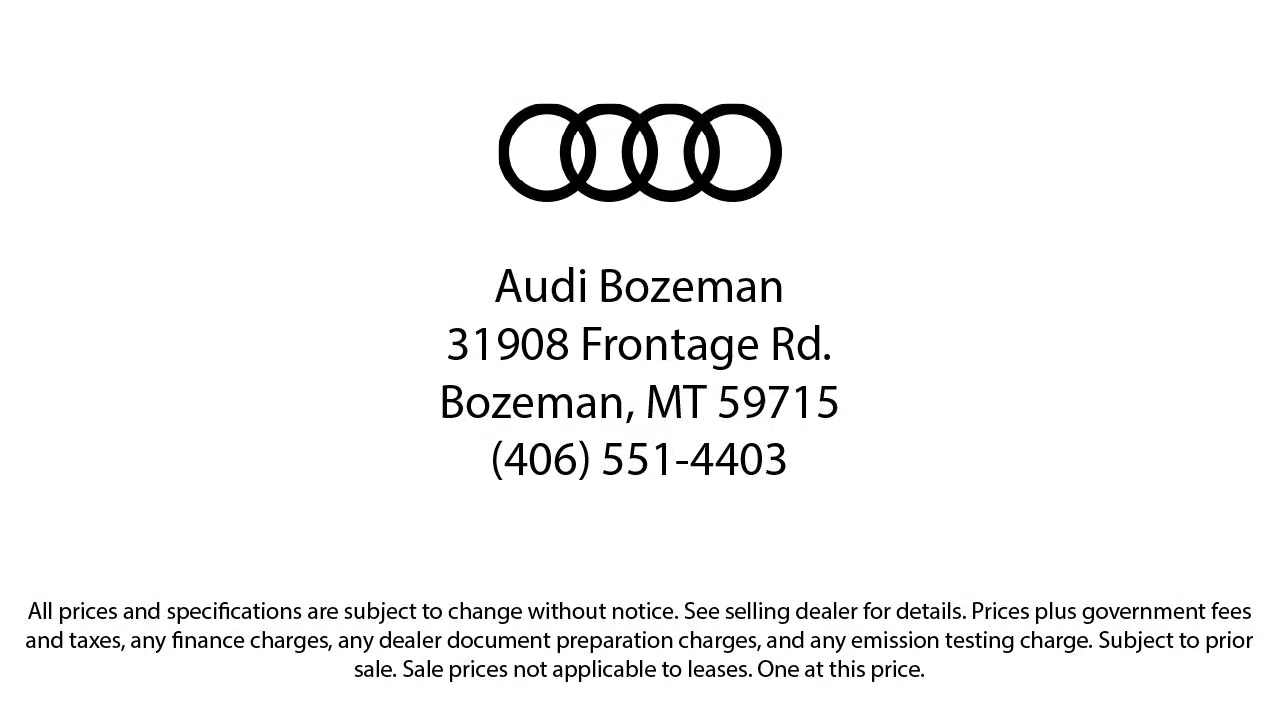 Audi Bozeman
31908 Frontage Rd.
Bozeman, MT 59715
(406) 551-4403
All prices and specifications are subject to change without notice. See selling dealer for details. Prices plus government fees
and taxes, any finance charges, any dealer document preparation charges, and any emission testing charge. Subject to prior
sale. Sale prices not applicable to leases. One at this price.